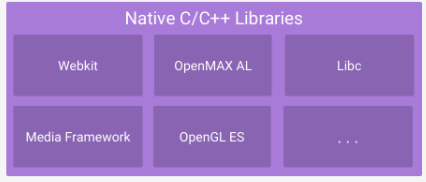 Native C/C++ Libraries
Webkit
OpenMAX AL
Libc
Media Framework
OpenGL ES
. . .